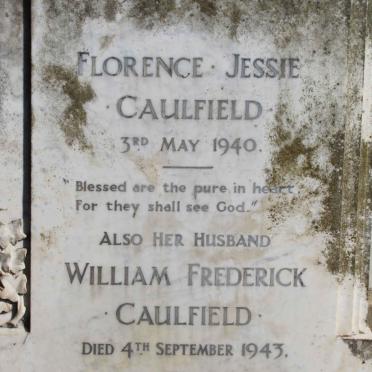 FLORENCE · JESSIE
· CAULFIELD ·
3RD MAY 1940.
"Blessed are the pure in heart
For they shall see God."
ALSO HER HUSBAND
WILLIAM FREDERICK
· CAULFIELD ·
DIED 4TH SEPTEMBER 1943.